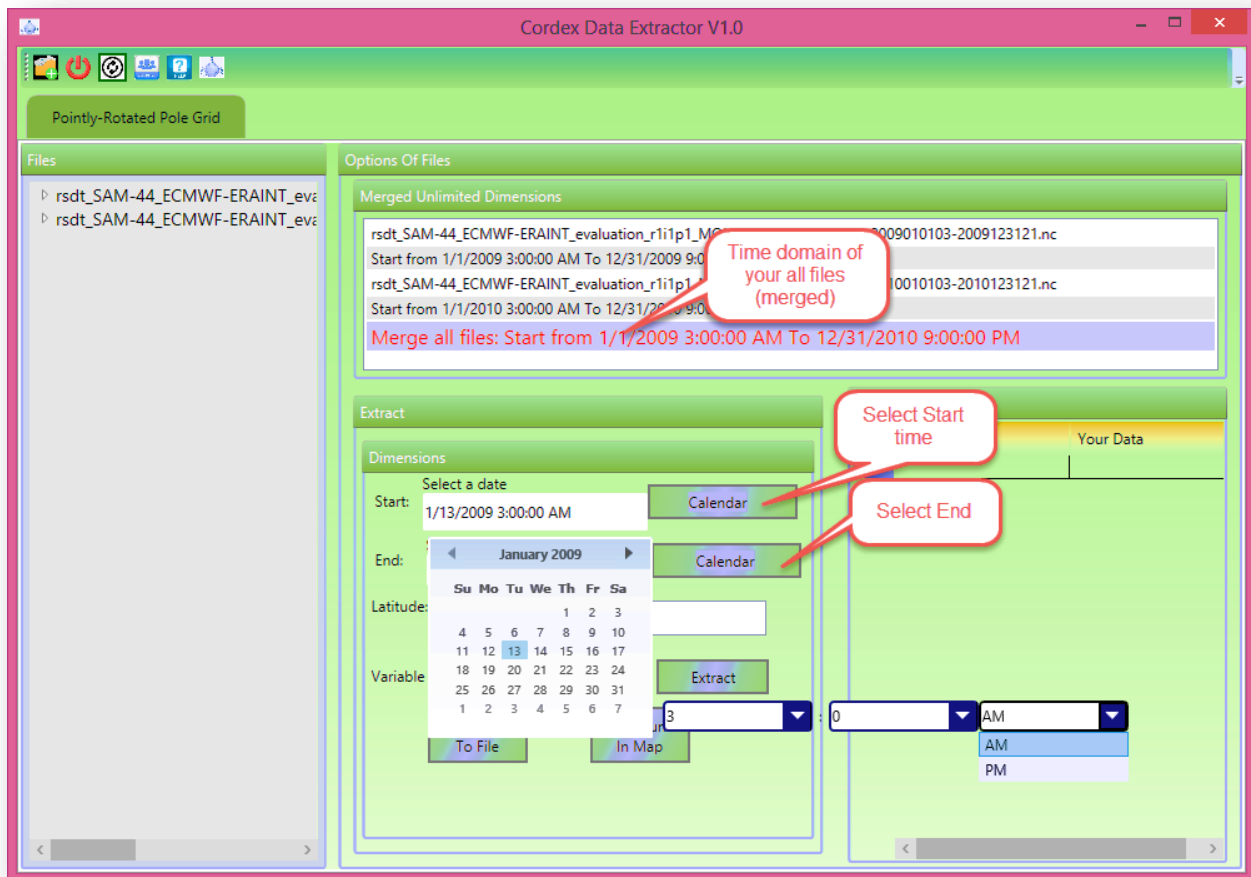 Cordex Data Extractor V1.0
Pointly-Rotated Pole Grid
Files
rsdt_SAM-44_ECMWF-ERAINT_eva
rsdt_SAM-44_ECMWF-ERAINT_eva
Options Of Files
Merged Unlimited Dimensions
rsdt_SAM-44_ECMWF-ERAINT_evaluation_r1i1p1_ 2009010103-2009123121.nc
Start from 1/1/2009 3:00:00 AM To 12/31/2009 9:0
rsdt_SAM-44_ECMWF-ERAINT_evaluation_r1i1p1_ 10010103-2010123121.nc
Start from 1/1/2010 3:00:00 AM To 12/31/2010 9:00
Merge all files: Start from 1/1/2009 3:00:00 AM To 12/31/2010 9:00:00 PM
Time domain of
your all files
(merged)
Extract
Dimensions
Select a date
Start: 1/13/2009 3:00:00 AM Calendar
End: Calendar
Latitude:
Variable Extract
To File In Map
January 2009
Su Mo Tu We Th Fr Sa
1 2 3
4 5 6 7 8 9 10
11 12 13 14 15 16 17
18 19 20 21 22 23 24
25 26 27 28 29 30 31
1 2 3 4 5 6 7
3 : 0 AM
AM
PM
Select Start
time
Select End
Your Data